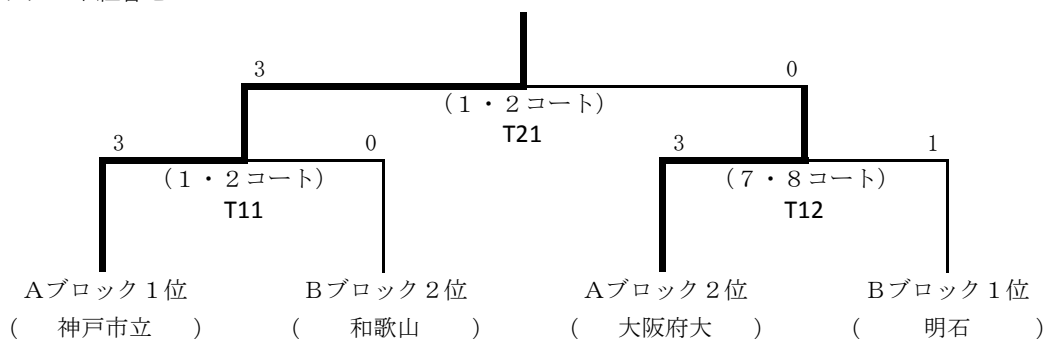 3 0
(1・2コート)
T21
3 0 3 1
(1・2コート) (7・8コート)
T11 T12
Aブロック1位 Bブロック2位 Aブロック2位 Bブロック1位
( 神戸市立 ) ( 和歌山 ) ( 大阪府大 ) ( 明石 )